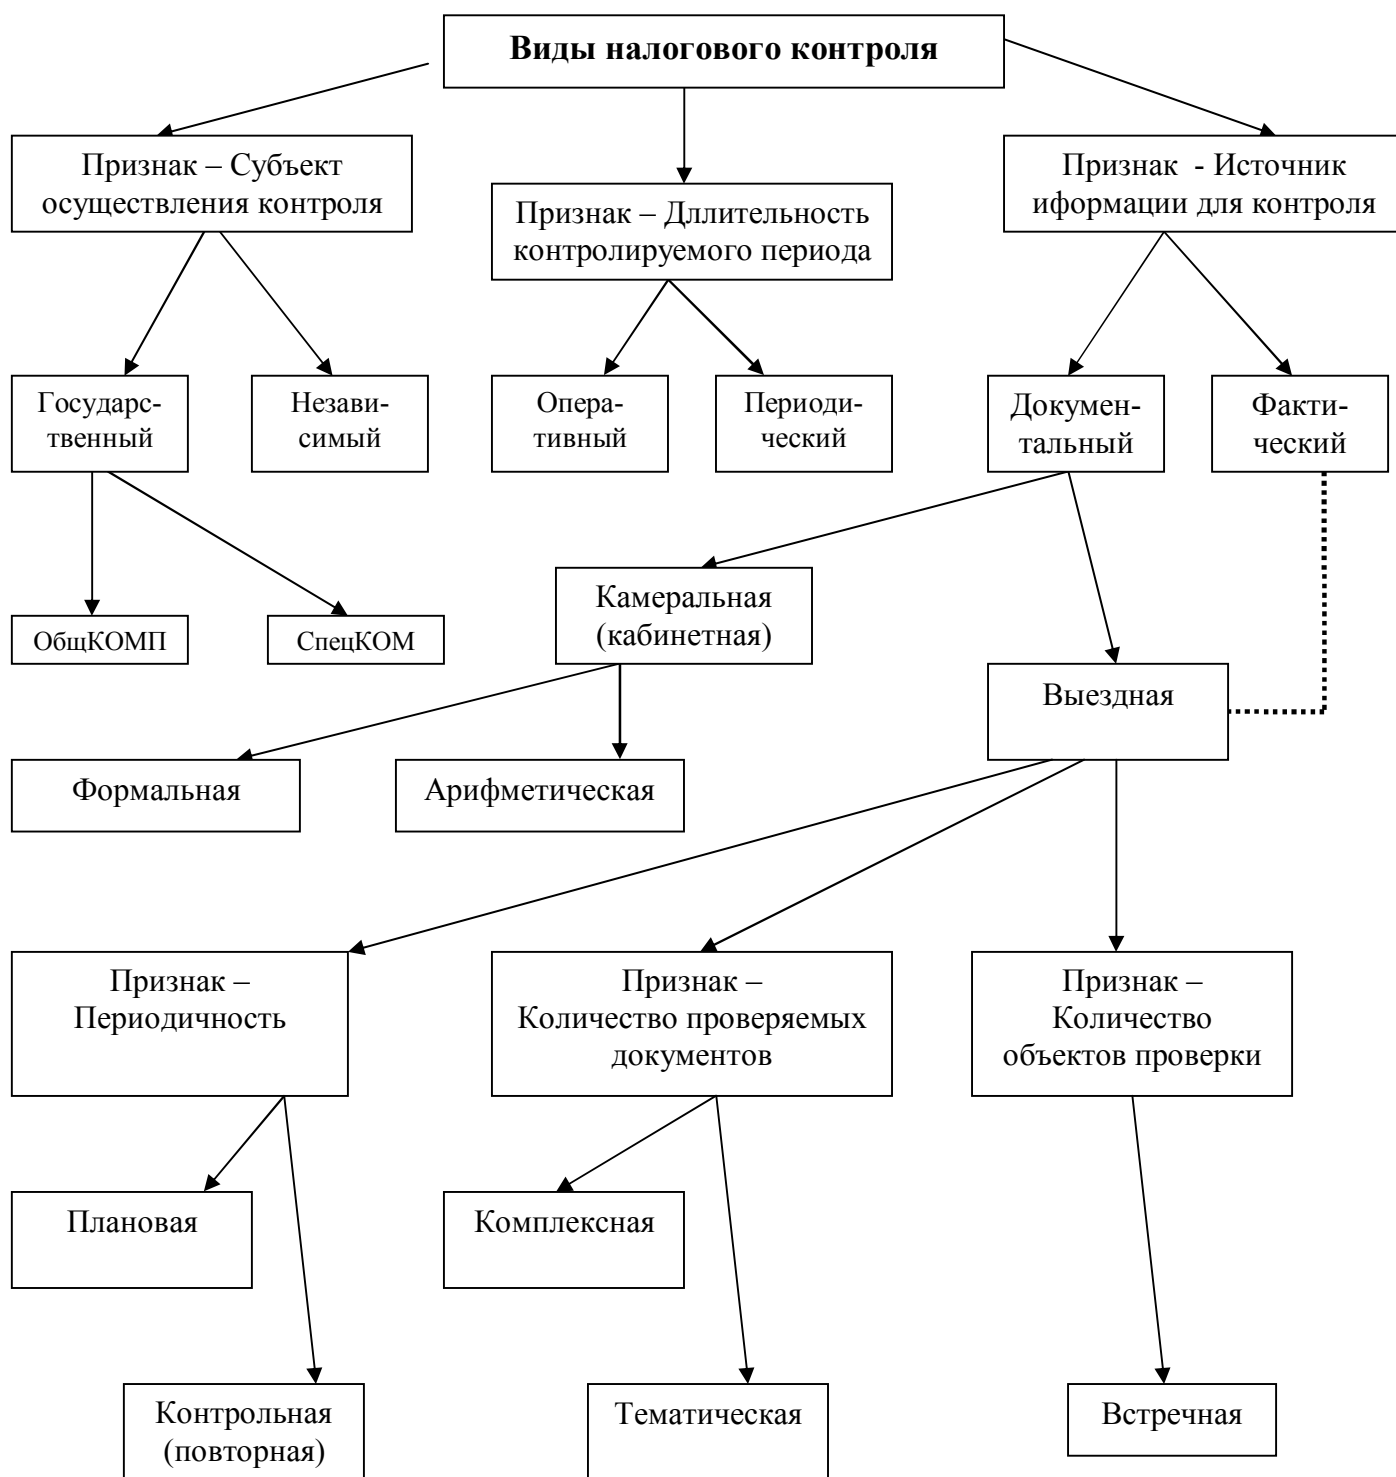 Виды налогового контроля
Признак – Субъект
осуществления контроля
Признак – Дллительность
контролируемого периода
Признак  - Источник
иформации для контроля
Государс-
твенный
Незави-
симый
Опера-
тивный
Периоди-
ческий
Докумен-
тальный
Факти-
ческий
ОбщКОМП
СпецКОМ
Камеральная
(кабинетная)
Выездная
Формальная
Арифметическая
Признак –
Периодичность
Признак –
Количество проверяемых
документов
Признак –
Количество
объектов проверки
Плановая
Комплексная
Контрольная
(повторная)
Тематическая
Встречная